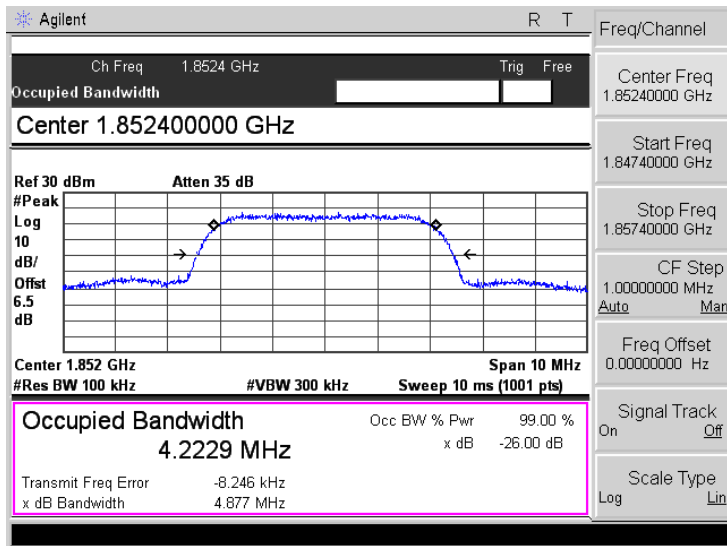 Agilent R T
Ch Freq 1.8524 GHz Trig Free
Occupied Bandwidth
Center 1.852400000 GHz
Ref 30 dBm Atten 35 dB
#Peak
Log
10
dB/
Offst
6.5
dB
Center 1.852 GHz Span 10 MHz
#Res BW 100 kHz #VBW 300 kHz Sweep 10 ms (1001 pts)
Occupied Bandwidth Occ BW % Pwr 99.00 %
4.2229 MHz x dB -26.00 dB
Transmit Freq Error -8.246 kHz
x dB Bandwidth 4.877 MHz
Freq/Channel
Center Freq
1.85240000 GHz
Start Freq
1.84740000 GHz
Stop Freq
1.85740000 GHz
CF Step
1.00000000 MHz
Auto Man
Freq Offset
0.00000000 Hz
Signal Track
On Off
Scale Type
Log Lin